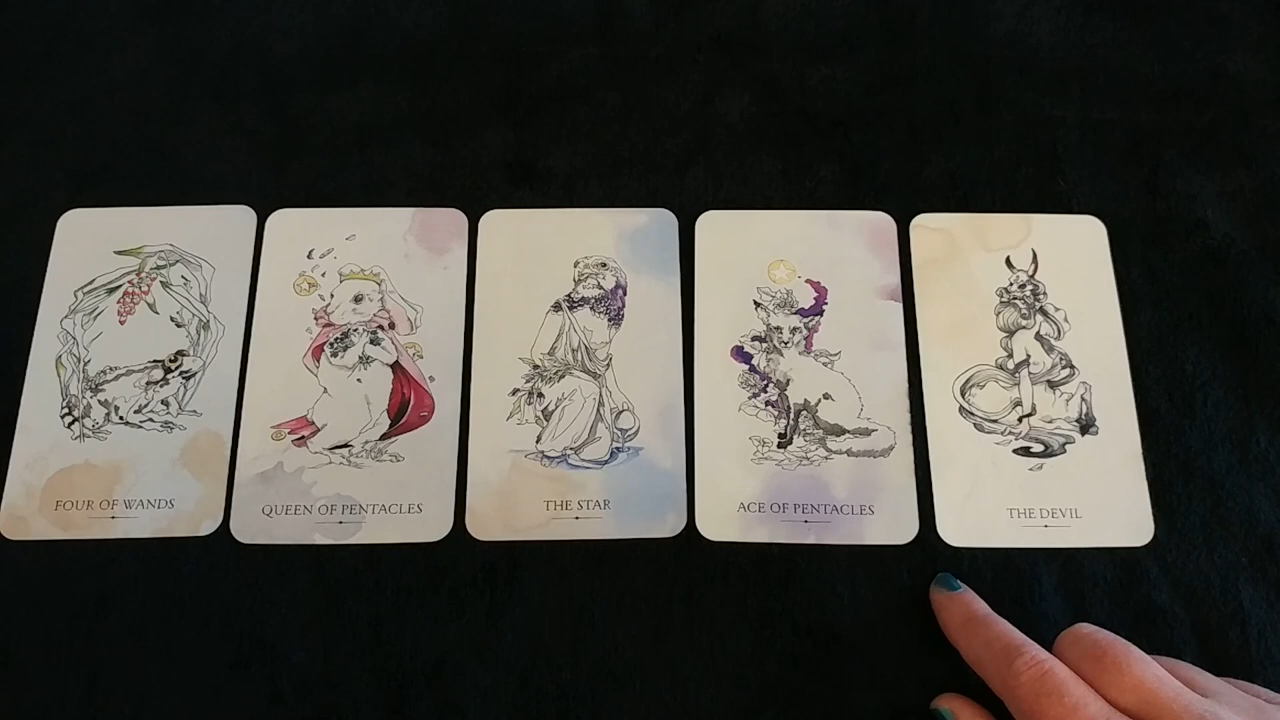 FOUR OF WANDS
QUEEN OF PENTACLES
THE STAR
ACE OF PENTACLES
THE DEVIL